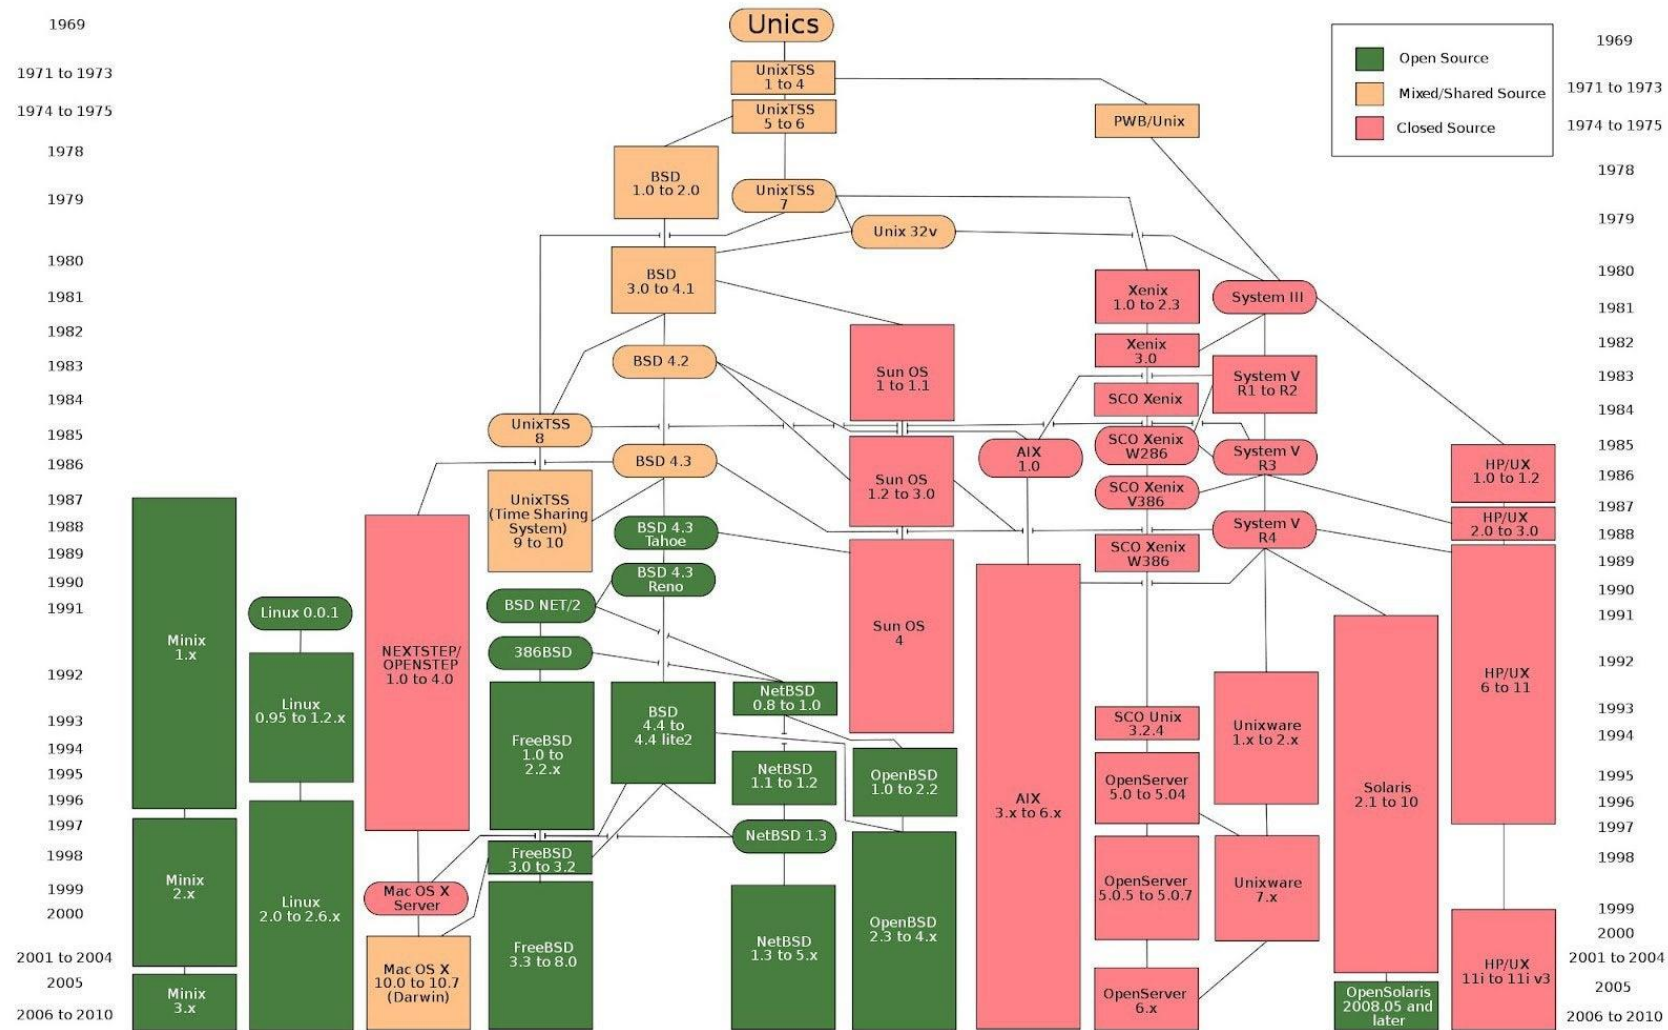 Unics
1969
1971 to 1973
1974 to 1975
1978
1979
1980
1981
1982
1983
1984
1985
1986
1987
1988
1989
1990
1991
1992
1993
1994
1995
1996
1997
1998
1999
2000
2001 to 2004
2005
2006 to 2010
UnixTSS
1 to 4
UnixTSS
5 to 6
PWB/Unix
BSD
1.0 to 2.0
UnixTSS
7
Unix 32v
BSD
3.0 to 4.1
Xenix
1.0 to 2.3
System III
Xenix
3.0
BSD 4.2
Sun OS
1 to 1.1
System V
R1 to R2
SCO Xenix
UnixTSS
8
SCO Xenix
W286
AIX
1.0
System V
R3
BSD 4.3
HP/UX
1.0 to 1.2
Sun OS
1.2 to 3.0
SCO Xenix
V386
UnixTSS
(Time Sharing
System)
9 to 10
BSD 4.3
Tahoe
System V
R4
HP/UX
2.0 to 3.0
SCO Xenix
W386
BSD 4.3
Reno
BSD NET/2
Linux 0.0.1
Minix
1.x
Sun OS
4
386BSD
NEXTSTEP/
OPENSTEP
1.0 to 4.0
HP/UX
6 to 11
NetBSD
0.8 to 1.0
Linux
0.95 to 1.2.x
BSD
4.4 to
4.4 lite2
SCO Unix
3.2.4
Unixware
1.x to 2.x
FreeBSD
1.0 to
2.2.x
NetBSD
1.1 to 1.2
OpenBSD
1.0 to 2.2
OpenServer
5.0 to 5.04
Solaris
2.1 to 10
AIX
3.x to 6.x
NetBSD 1.3
FreeBSD
3.0 to 3.2
Minix
2.x
Mac OS X
Server
Linux
2.0 to 2.6.x
OpenServer
5.0.5 to 5.0.7
Unixware
7.x
OpenBSD
2.3 to 4.x
FreeBSD
3.3 to 8.0
NetBSD
1.3 to 5.x
Mac OS X
10.0 to 10.7
(Darwin)
HP/UX
11i to 11i v3
Minix
3.x
OpenServer
6.x
OpenSolaris
2008.05 and
later
Open Source
Mixed/Shared Source
Closed Source
1969
1971 to 1973
1974 to 1975
1978
1979
1980
1981
1982
1983
1984
1985
1986
1987
1988
1989
1990
1991
1992
1993
1994
1995
1996
1997
1998
1999
2000
2001 to 2004
2005
2006 to 2010